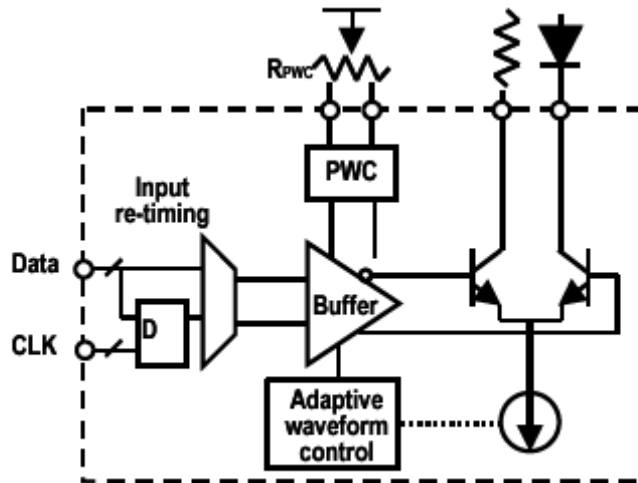 RPWC
PWC
Input
re-timing
Data
Buffer
D
CLK
Adaptive
waveform
control